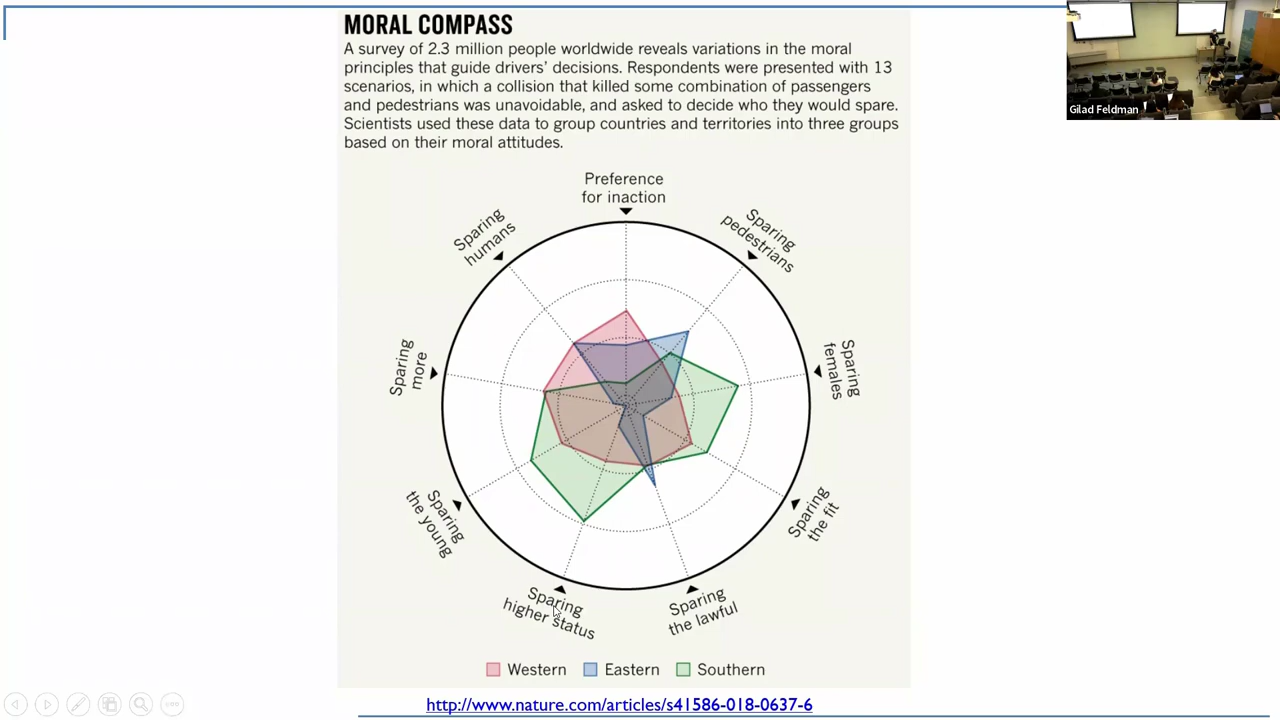 MORAL COMPASS
A survey of 2.3 million people worldwide reveals variations in the moral
principles that guide drivers’ decisions. Respondents were presented with 13
scenarios, in which a collision that killed some combination of passengers
and pedestrians was unavoidable, and asked to decide who they would spare.
Scientists used these data to group countries and territories into three groups
based on their moral attitudes.
Gilad Feldman
Preference
for inaction
Sparing
humans
Sparing
pedestrians
Sparing
more
Sparing
females
Sparing
the young
Sparing
the fit
Sparing
higher status
Sparing
the lawful
Western
Eastern
Southern
http://www.nature.com/articles/s41586-018-0637-6